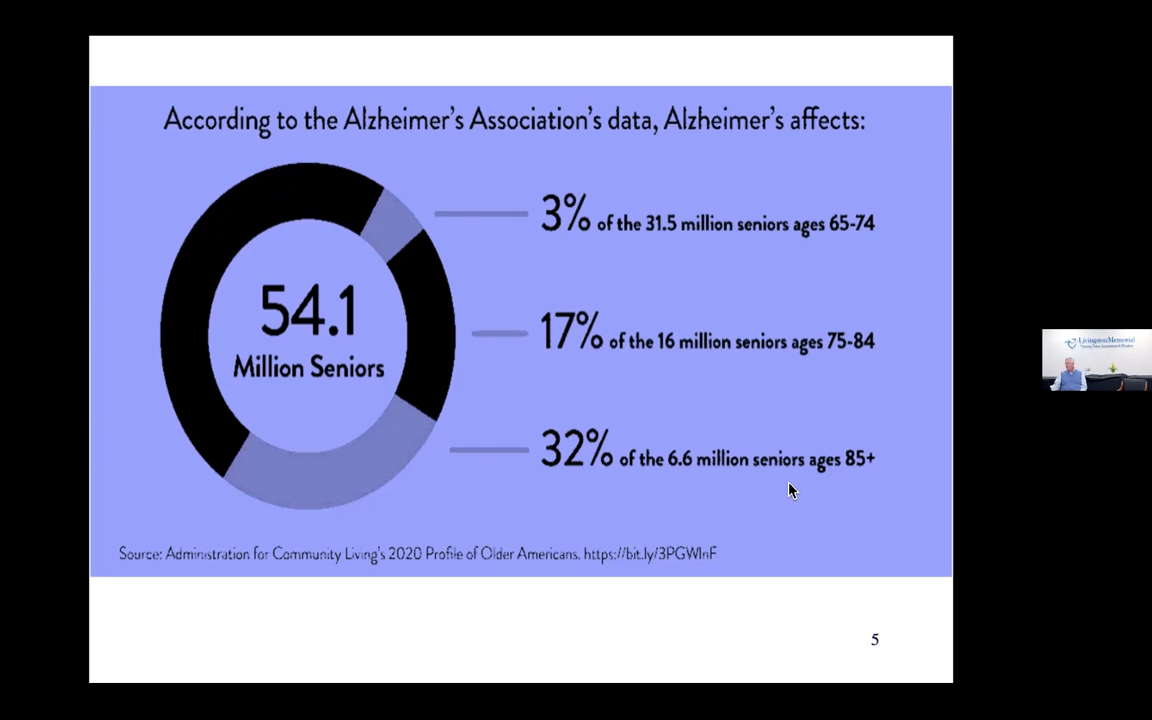 According to the Alzheimer's Association's data, Alzheimer's affects:
54.1
Million Seniors
3% of the 31.5 million seniors ages 65-74
17% of the 16 million seniors ages 75-84
32% of the 6.6 million seniors ages 85+
Source: Administration for Community Living's 2020 Profile of Older Americans. https://bit.ly/3PGWlnF
5
LivingstonMemorial